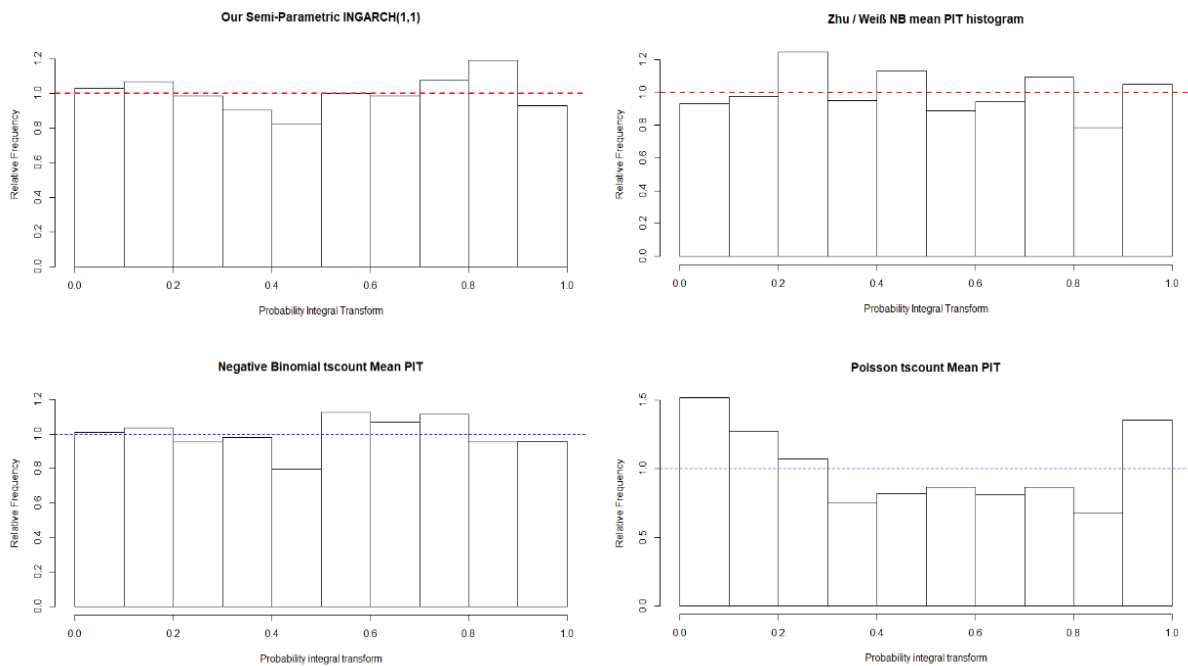 Our Semi-Parametric INGARCH(1,1)
Relative Frequency
0.0 0.2 0.4 0.6 0.8 1.0 1.2
0.0 0.2 0.4 0.6 0.8 1.0
Probability Integral Transform
Zhu / Weiß NB mean PIT histogram
Relative Frequency
0.0 0.2 0.4 0.6 0.8 1.0 1.2
0.0 0.2 0.4 0.6 0.8 1.0
Probability Integral Transform
Negative Binomial tscount Mean PIT
Relative Frequency
0.0 0.2 0.4 0.6 0.8 1.0 1.2
0.0 0.2 0.4 0.6 0.8 1.0
Probability integral transform
Poisson tscount Mean PIT
Relative Frequency
0.0 0.5 1.0 1.5
0.0 0.2 0.4 0.6 0.8 1.0
Probability integral transform